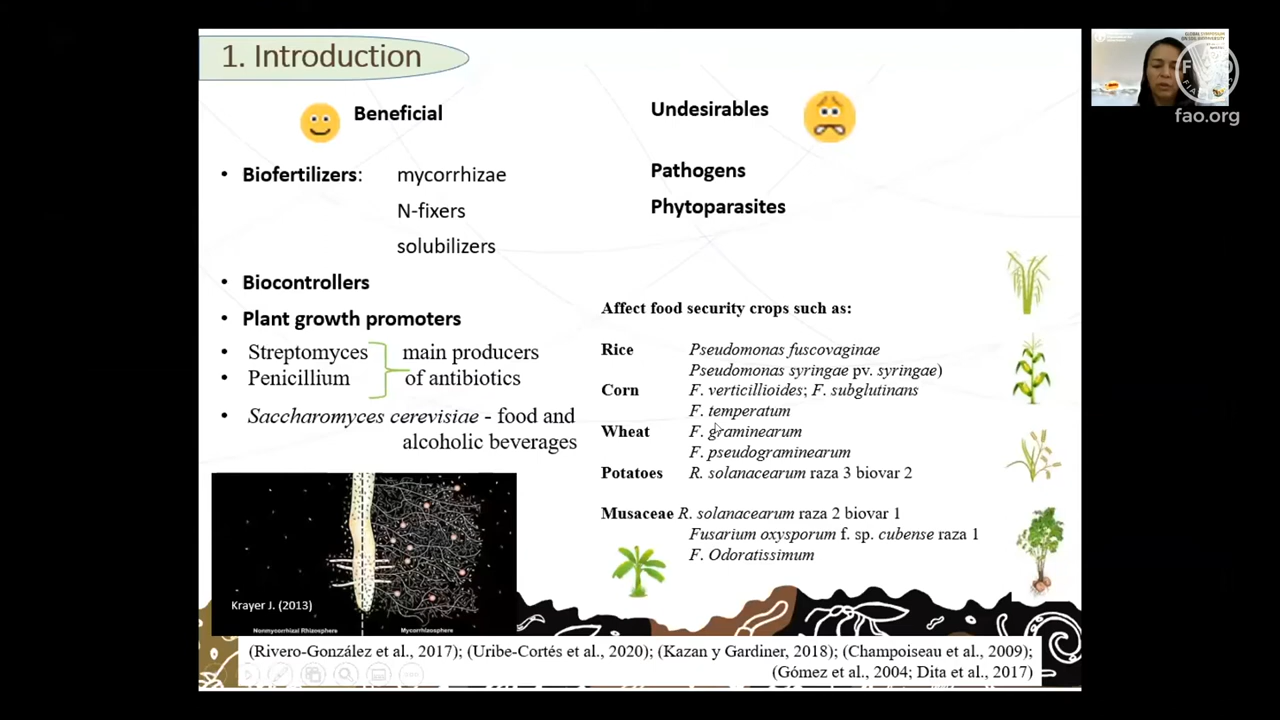 1. Introduction
Beneficial
• Biofertilizers: mycorrhizae
N-fixers
solubilizers
• Biocontrollers
• Plant growth promoters
• Streptomyces main producers
• Penicillium of antibiotics
• Saccharomyces cerevisiae - food and
alcoholic beverages
Krayer J. (2013)
Nonmycorrhizal Rhizosphere Mycorrhizosphere
Undesirables
Pathogens
Phytoparasites
Affect food security crops such as:
Rice Pseudomonas fuscovaginae
Pseudomonas syringae pv. syringae)
Corn F. verticillioides; F. subglutinans
F. temperatum
Wheat F. graminearum
F. pseudograminearum
Potatoes R. solanacearum raza 3 biovar 2
Musaceae R. solanacearum raza 2 biovar 1
Fusarium oxysporum f. sp. cubense raza 1
F. Odoratissimum
(Rivero-González et al., 2017); (Uribe-Cortés et al., 2020); (Kazan y Gardiner, 2018); (Champoiseau et al., 2009);
(Gómez et al., 2004; Dita et al., 2017)
GLOBAL SYMPOSIUM
ON SOIL BIODIVERSITY
fao.org